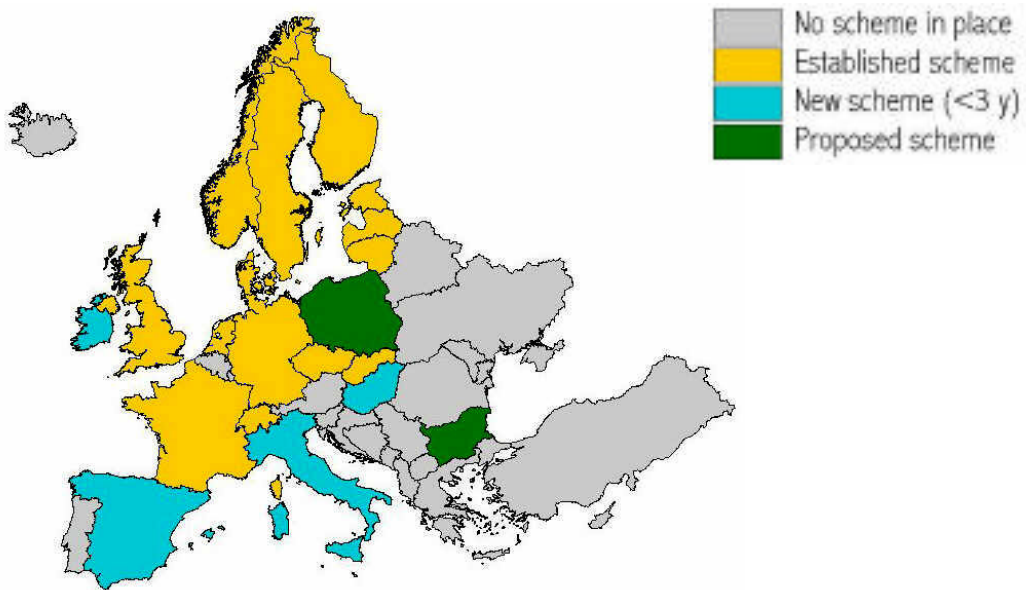 No scheme in place
Established scheme
New scheme (<3 y)
Proposed scheme